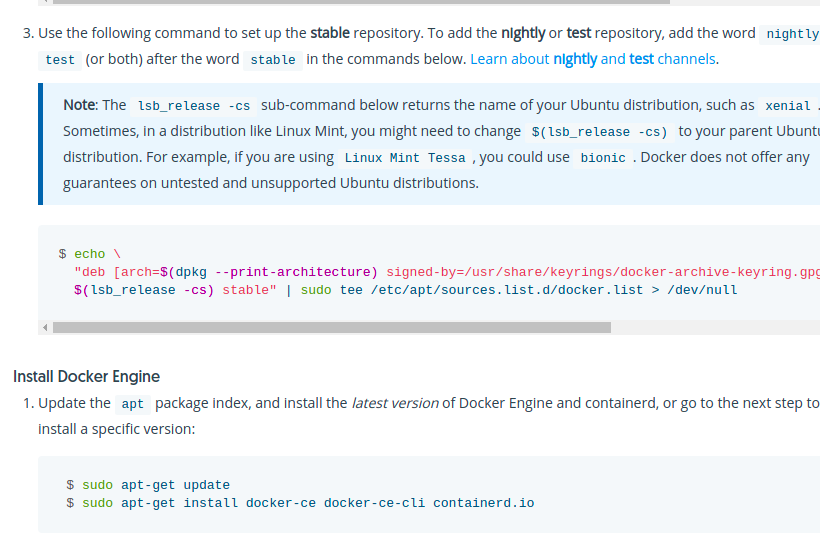 3. Use the following command to set up the stable repository. To add the nightly or test repository, add the word nightly
test (or both) after the word stable in the commands below. Learn about nightly and test channels.
Note: The lsb_release -cs sub-command below returns the name of your Ubuntu distribution, such as xenial .
Sometimes, in a distribution like Linux Mint, you might need to change $(lsb_release -cs) to your parent Ubuntu
distribution. For example, if you are using Linux Mint Tessa , you could use bionic . Docker does not offer any
guarantees on untested and unsupported Ubuntu distributions.
$ echo \
"deb [arch=$(dpkg --print-architecture) signed-by=/usr/share/keyrings/docker-archive-keyring.gpg
$(lsb_release -cs) stable" | sudo tee /etc/apt/sources.list.d/docker.list > /dev/null
Install Docker Engine
1. Update the apt package index, and install the latest version of Docker Engine and containerd, or go to the next step to
install a specific version:
$ sudo apt-get update
$ sudo apt-get install docker-ce docker-ce-cli containerd.io